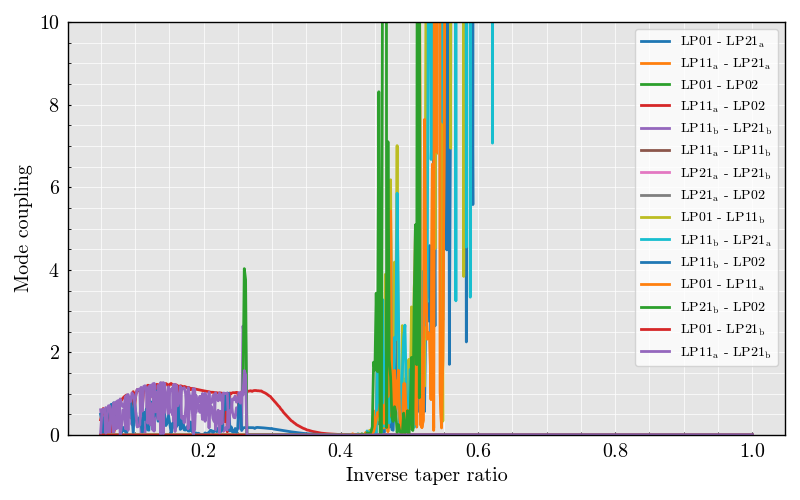 10
8
6
4
2
0
Mode coupling
0.2 0.4 0.6 0.8 1.0
Inverse taper ratio
LP01 - LP21a
LP11a - LP21a
LP01 - LP02
LP11a - LP02
LP11b - LP21b
LP11a - LP11b
LP21a - LP21b
LP21a - LP02
LP01 - LP11b
LP11b - LP21a
LP11b - LP02
LP01 - LP11a
LP21b - LP02
LP01 - LP21b
LP11a - LP21b